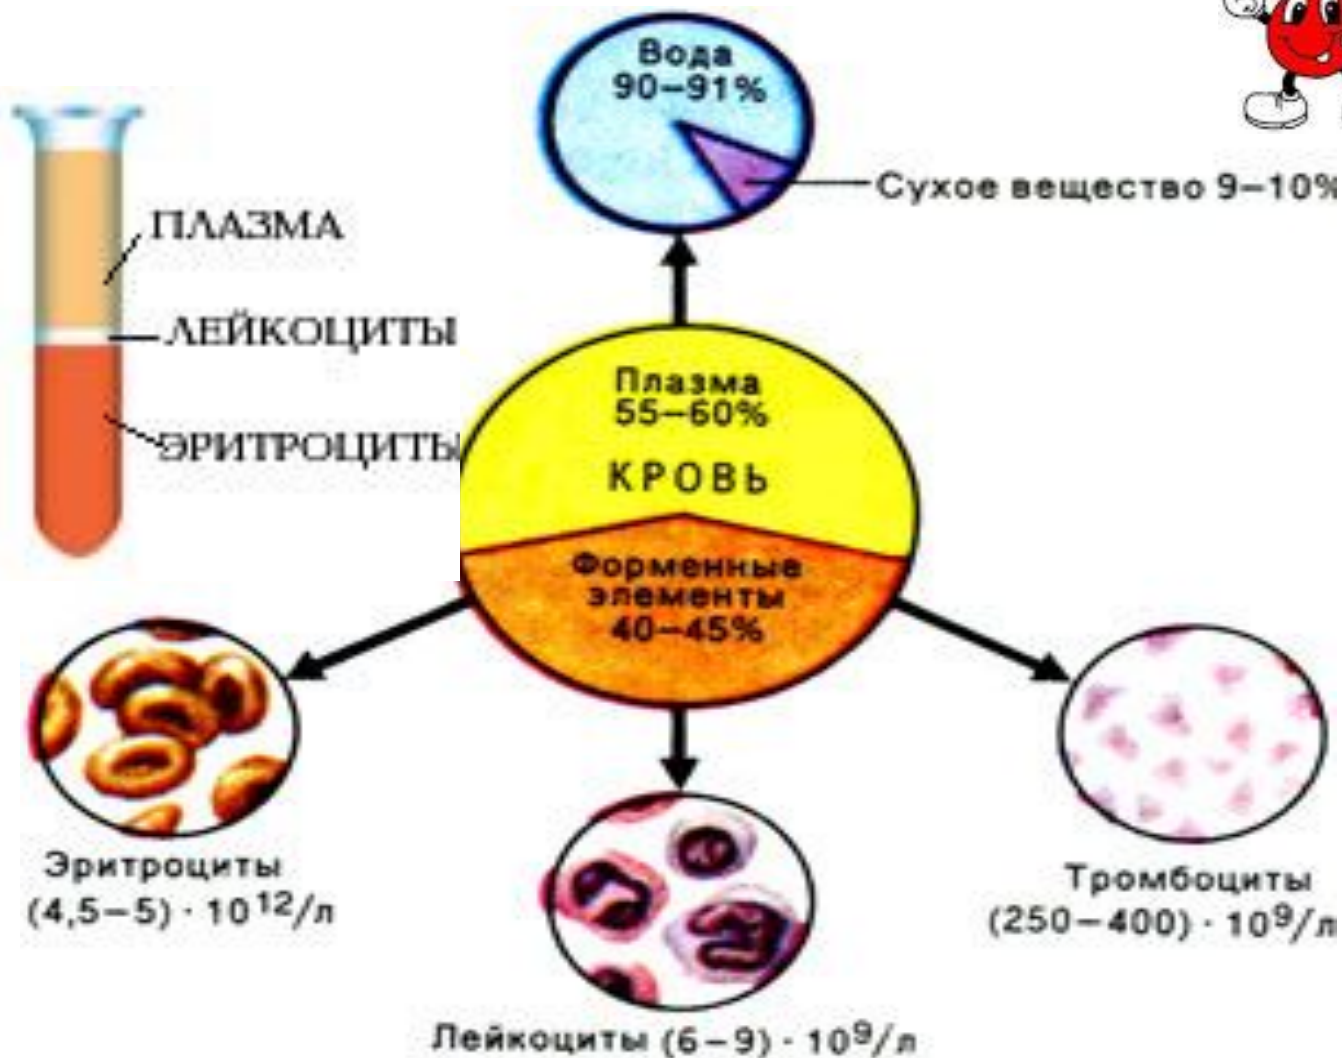 Вода
90–91%
Сухое вещество 9–10%
ПЛАЗМА
ЛЕЙКОЦИТЫ
ЭРИТРОЦИТЫ
Плазма
55–60%
КРОВЬ
Форменные
элементы
40–45%
Эритроциты
(4,5–5) · 10¹²/л
Тромбоциты
(250–400) · 10⁹/л
Лейкоциты (6–9) · 10⁹/л